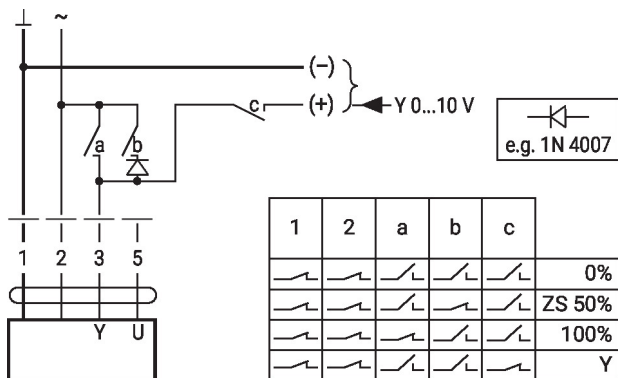 ⊥ ~
(–)
c (+) Y 0...10 V
a b
e.g. 1N 4007
1 2 3 5
Y U
1 2 a b c
0%
ZS 50%
100%
Y